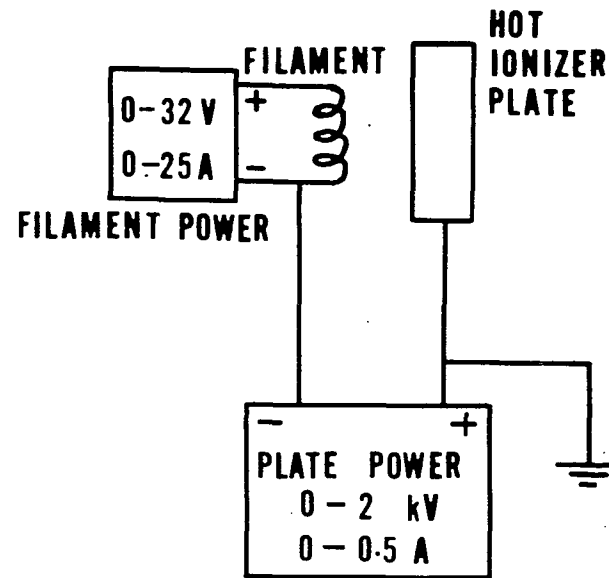 HOT
IONIZER
PLATE
FILAMENT
0-32 V
+
0-25 A
-
FILAMENT POWER
- +
PLATE POWER
0 - 2 kV
0 - 0.5 A